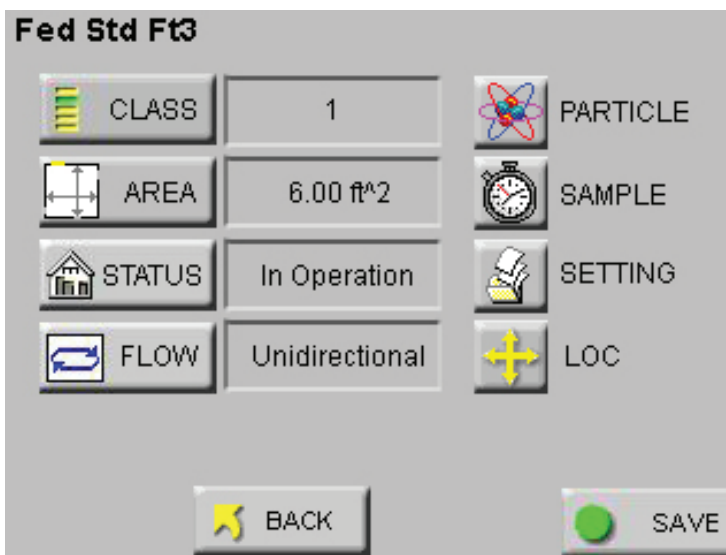 Fed Std Ft3
CLASS 1 PARTICLE
AREA 6.00 ft^2 SAMPLE
STATUS In Operation SETTING
FLOW Unidirectional LOC
BACK SAVE